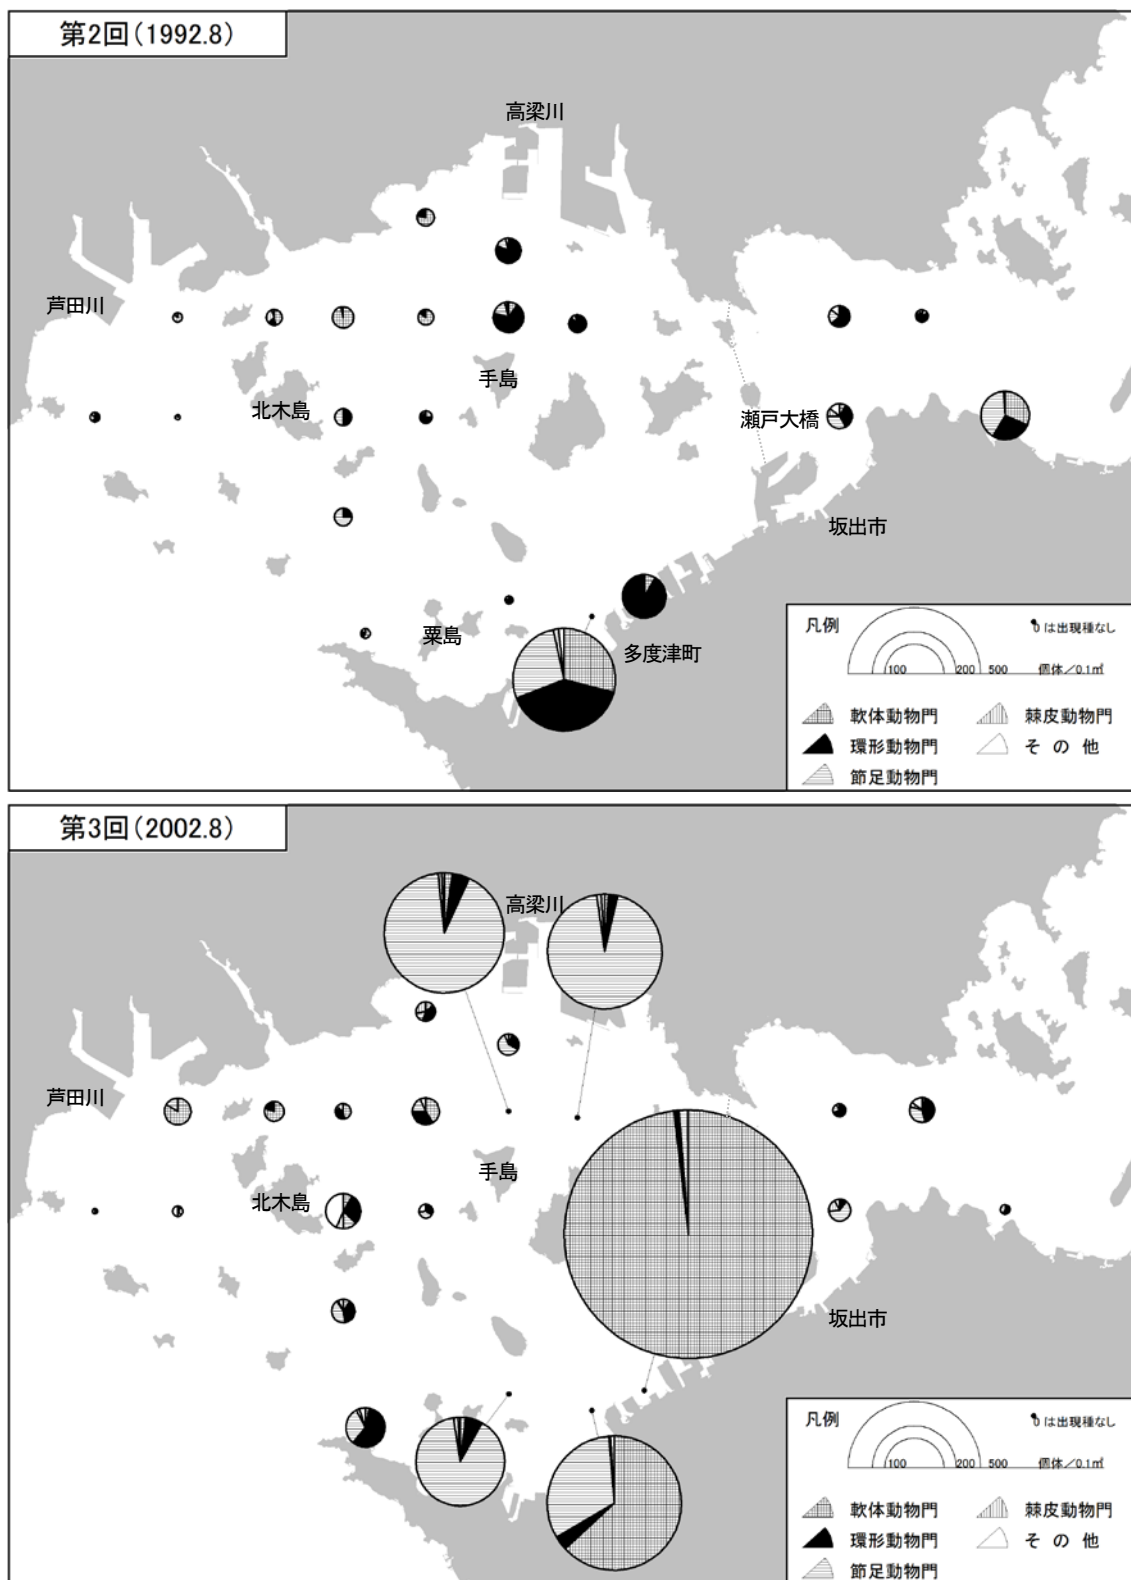 第2回(1992.8)
高梁川
芦田川
手島
北木島
瀬戸大橋
坂出市
粟島
多度津町
凡例
0は出現種なし
100 200 500 個体/0.1㎡
軟体動物門 棘皮動物門
環形動物門 その他
節足動物門
第3回(2002.8)
高梁川
芦田川
手島
北木島
坂出市
凡例
0は出現種なし
100 200 500 個体/0.1㎡
軟体動物門 棘皮動物門
環形動物門 その他
節足動物門